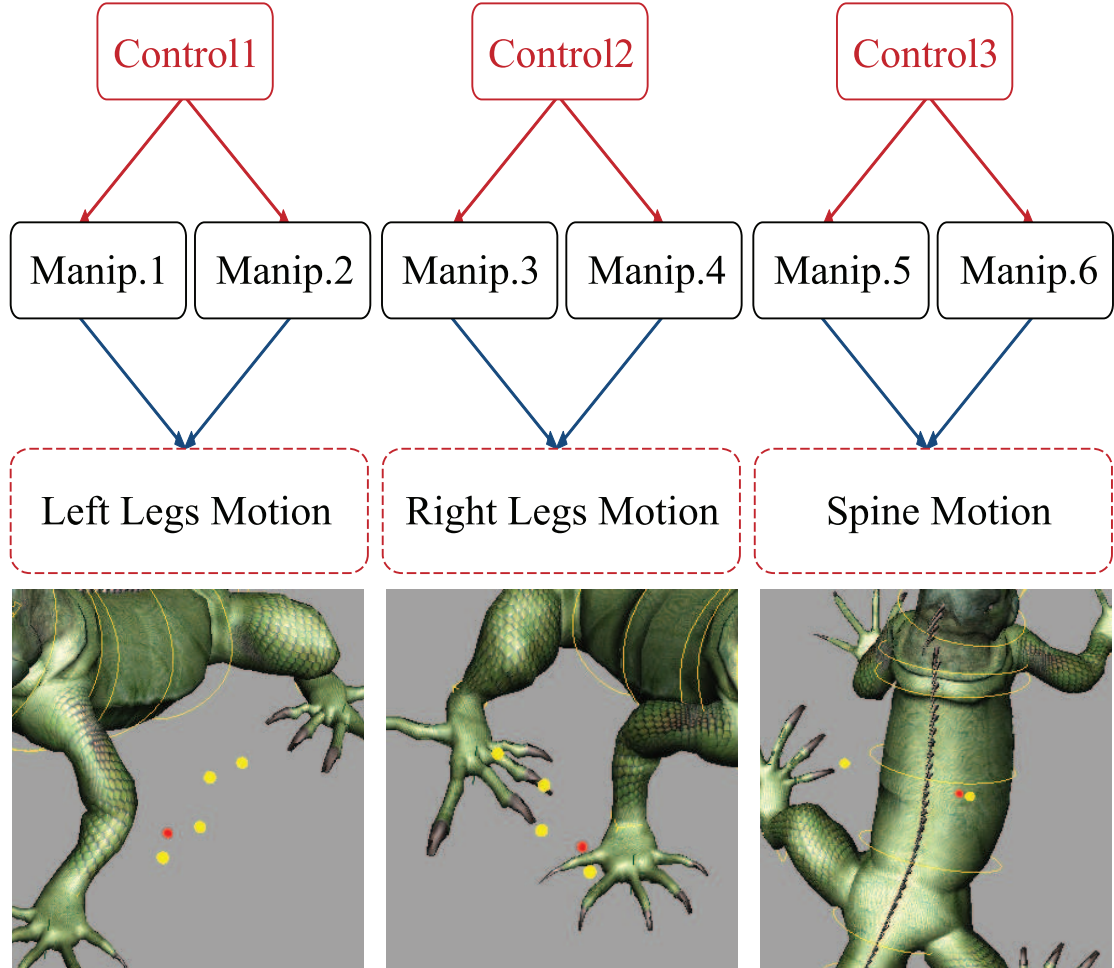 Control1
Control2
Control3
Manip.1
Manip.2
Manip.3
Manip.4
Manip.5
Manip.6
Left Legs Motion
Right Legs Motion
Spine Motion